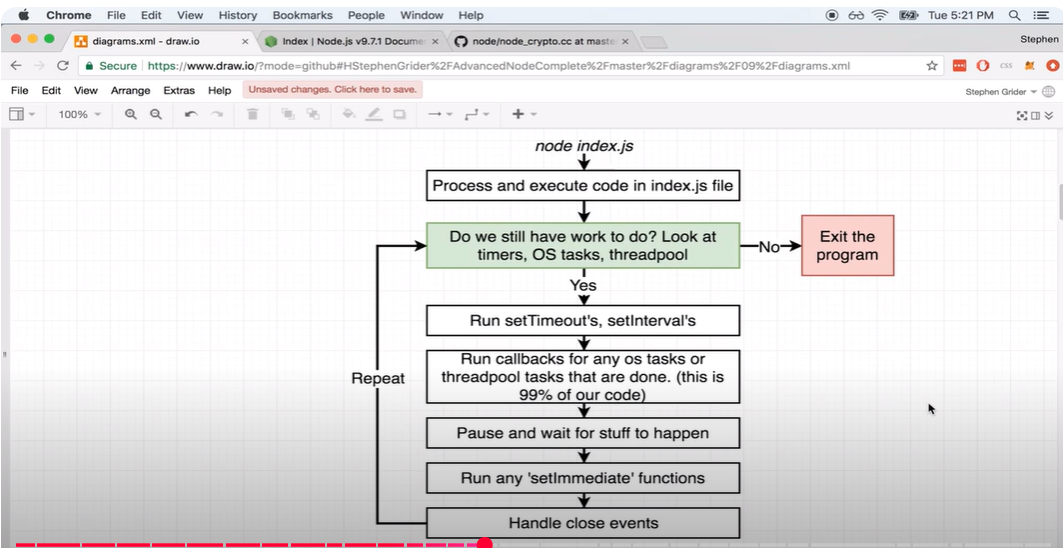 Chrome File Edit View History Bookmarks People Window Help Tue 5:21 PM
diagrams.xml - draw.io Index | Node.js v9.7.1 Documen node/node_crypto.cc at maste Stephen
Secure https://www.draw.io/?mode=github#HStephenGrider%2FAdvancedNodeComplete%2Fmaster%2Fdiagrams%2F09%2Fdiagrams.xml CSS
File Edit View Arrange Extras Help Unsaved changes. Click here to save. Stephen Grider
100%
node index.js
Process and execute code in index.js file
Do we still have work to do? Look at
timers, OS tasks, threadpool
No
Exit the
program
Yes
Run setTimeout's, setInterval's
Run callbacks for any os tasks or
threadpool tasks that are done. (this is
99% of our code)
Repeat
Pause and wait for stuff to happen
Run any 'setImmediate' functions
Handle close events